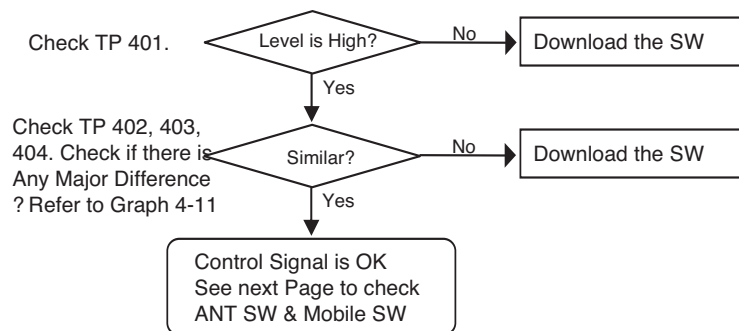 Check TP 401.
Level is High?
No
Download the SW
Yes
Check TP 402, 403,
404. Check if there is
Any Major Difference
? Refer to Graph 4-11
Similar?
No
Download the SW
Yes
Control Signal is OK
See next Page to check
ANT SW & Mobile SW